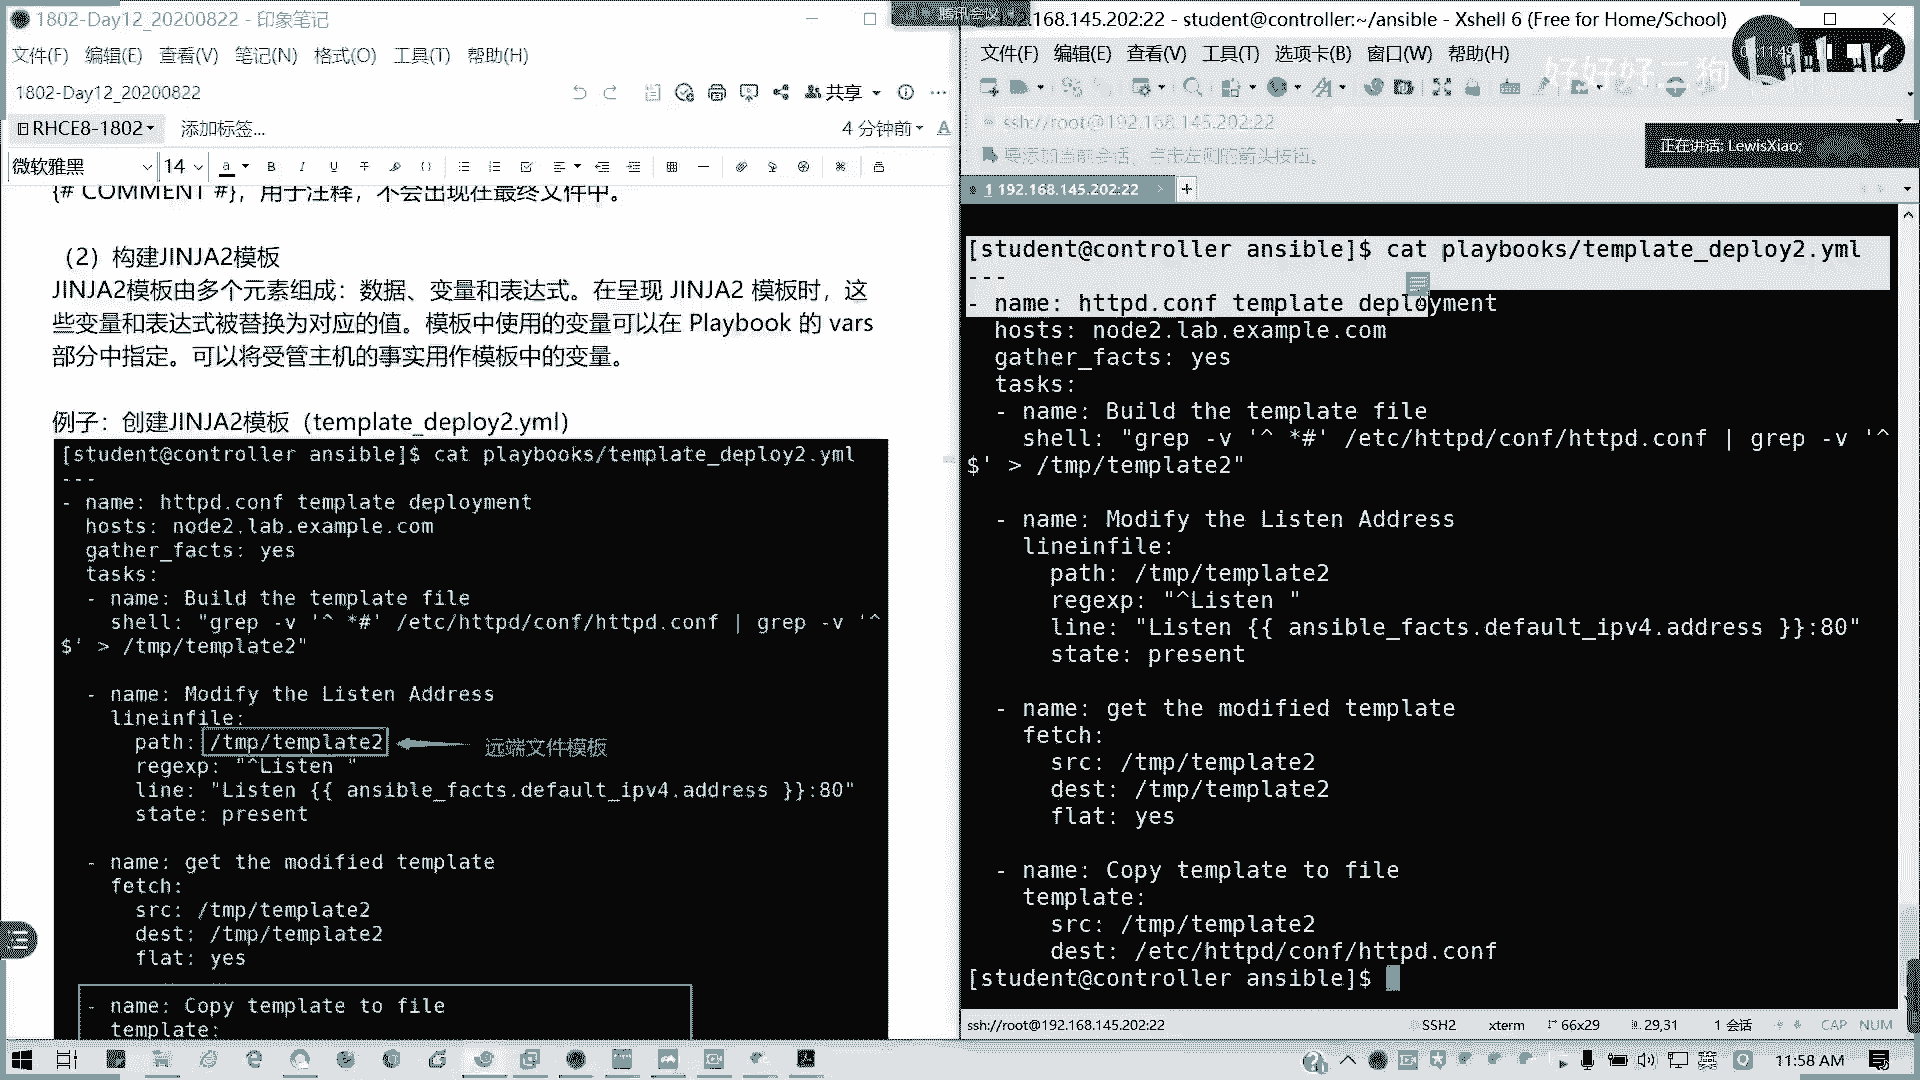 1802-Day12_20200822 - 印象笔记
文件(F) 编辑(E) 查看(V) 笔记(N) 格式(O) 工具(T) 帮助(H)
1802-Day12_20200822
共享
RHCE8-1802
添加标签...
4 分钟前
微软雅黑
14
{# COMMENT #}，用于注释，不会出现在最终文件中。
（2）构建JINJA2模板
JINJA2模板由多个元素组成：数据、变量和表达式。在呈现 JINJA2 模板时，这
些变量和表达式被替换为对应的值。模板中使用的变量可以在 Playbook 的 vars
部分中指定。可以将受管主机的事实用作模板中的变量。
例子：创建JINJA2模板（template_deploy2.yml）
[student@controller ansible]$ cat playbooks/template_deploy2.yml
---
- name: httpd.conf template deployment
hosts: node2.lab.example.com
gather_facts: yes
tasks:
- name: Build the template file
shell: "grep -v '^ *#' /etc/httpd/conf/httpd.conf | grep -v '^
$' > /tmp/template2"
- name: Modify the Listen Address
lineinfile:
path: /tmp/template2
远端文件模板
regexp: "^Listen "
line: "Listen {{ ansible_facts.default_ipv4.address }}:80"
state: present
- name: get the modified template
fetch:
src: /tmp/template2
dest: /tmp/template2
flat: yes
- name: Copy template to file
template:
腾讯会议
.168.145.202:22 - student@controller:~/ansible - Xshell 6 (Free for Home/School)
文件(F) 编辑(E) 查看(V) 工具(T) 选项卡(B) 窗口(W) 帮助(H)
好好好二狗
ssh://root@192.168.145.202:22
要添加当前会话，点击左侧的箭头按钮。
正在讲话: LewisXiao;
1 192.168.145.202:22
[student@controller ansible]$ cat playbooks/template_deploy2.yml
---
- name: httpd.conf template deployment
hosts: node2.lab.example.com
gather_facts: yes
tasks:
- name: Build the template file
shell: "grep -v '^ *#' /etc/httpd/conf/httpd.conf | grep -v '^
$' > /tmp/template2"
- name: Modify the Listen Address
lineinfile:
path: /tmp/template2
regexp: "^Listen "
line: "Listen {{ ansible_facts.default_ipv4.address }}:80"
state: present
- name: get the modified template
fetch:
src: /tmp/template2
dest: /tmp/template2
flat: yes
- name: Copy template to file
template:
src: /tmp/template2
dest: /etc/httpd/conf/httpd.conf
[student@controller ansible]$
ssh://root@192.168.145.202:22
SSH2
xterm
66x29
29,31
1 会话
CAP NUM
英
11:58 AM